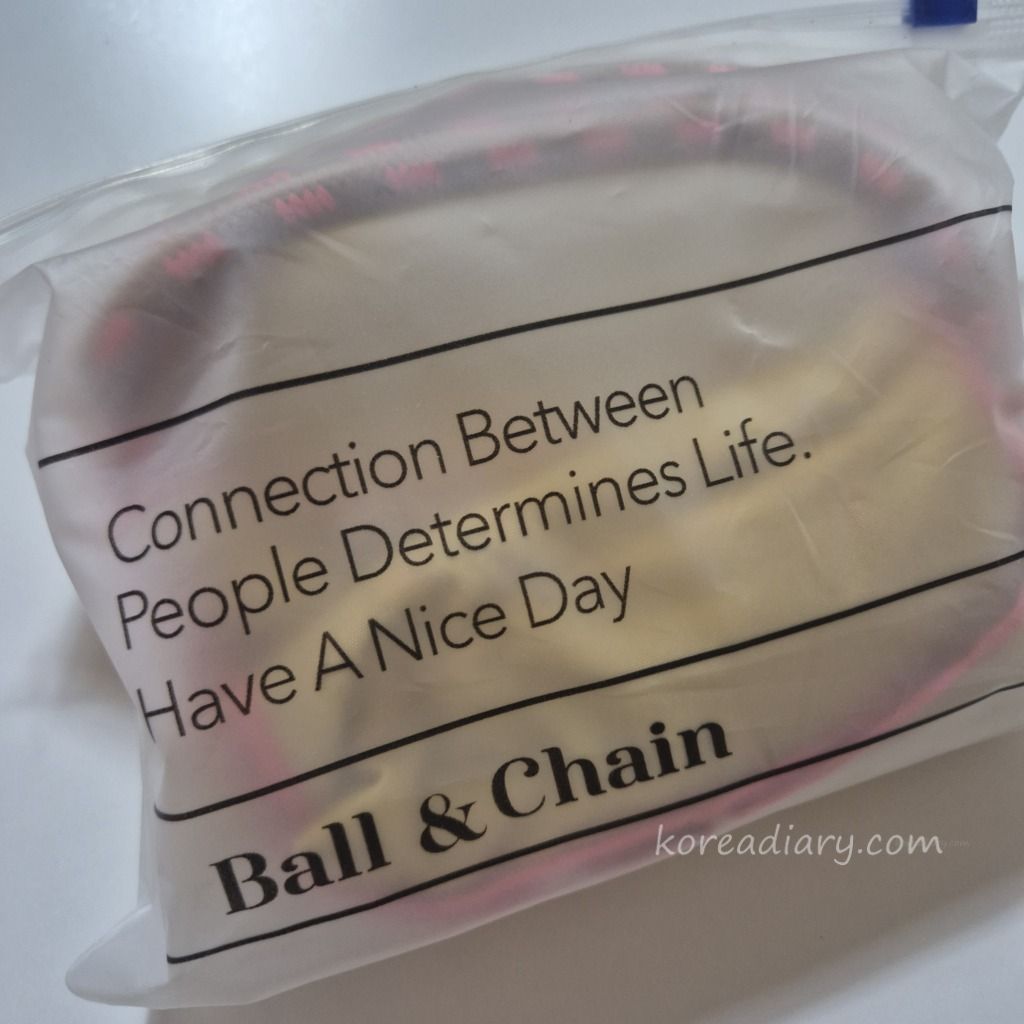 Connection Between
People Determines Life.
Have A Nice Day
Ball & Chain
koreadiary.com